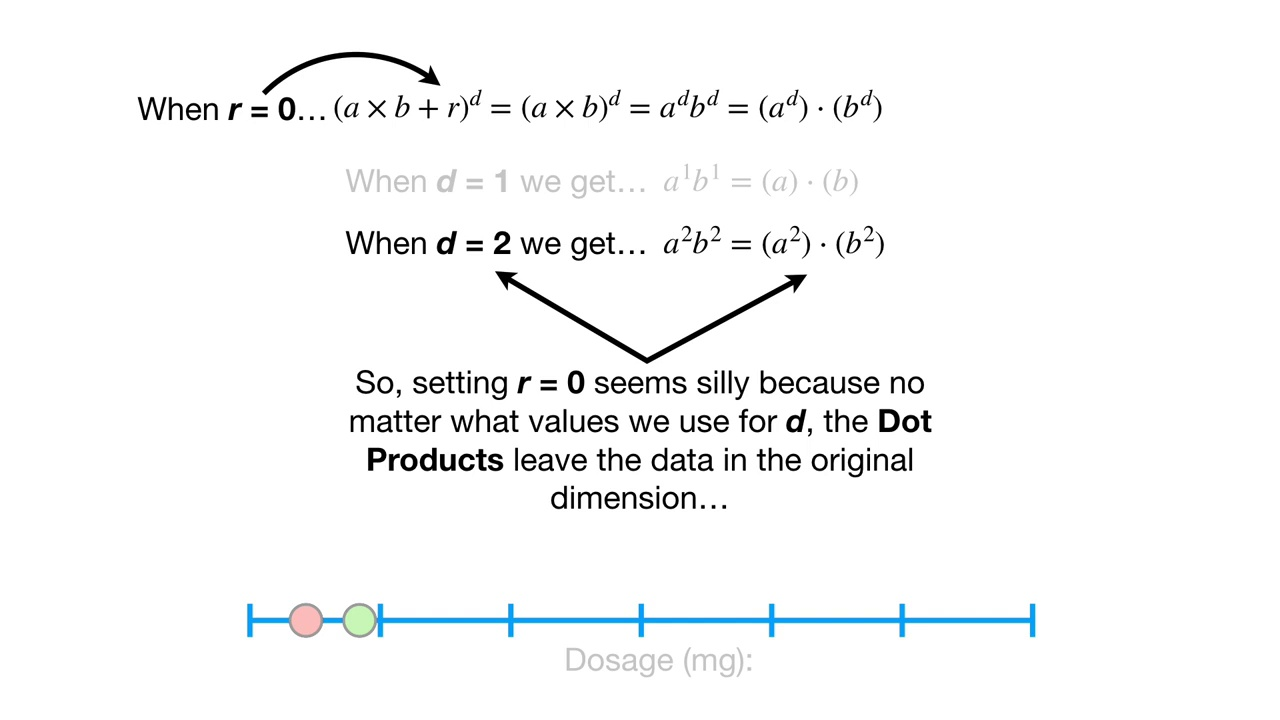 When r = 0… (a × b + r)^d = (a × b)^d = a^d b^d = (a^d) · (b^d)
When d = 1 we get… a^1 b^1 = (a) · (b)
When d = 2 we get… a^2 b^2 = (a^2) · (b^2)
So, setting r = 0 seems silly because no
matter what values we use for d, the Dot
Products leave the data in the original
dimension…
Dosage (mg):